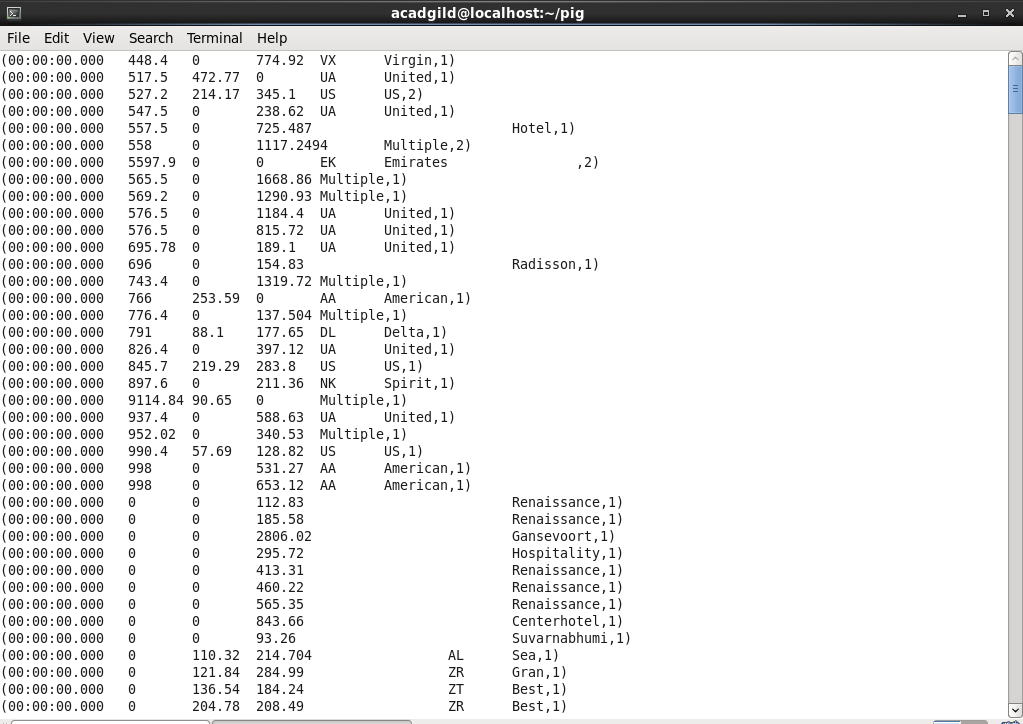 acadgild@localhost:~/pig
File Edit View Search Terminal Help
(00:00:00.000 448.4 0 774.92 VX Virgin,1)
(00:00:00.000 517.5 472.77 0 UA United,1)
(00:00:00.000 527.2 214.17 345.1 US US,2)
(00:00:00.000 547.5 0 238.62 UA United,1)
(00:00:00.000 557.5 0 725.487 Hotel,1)
(00:00:00.000 558 0 1117.2494 Multiple,2)
(00:00:00.000 5597.9 0 0 EK Emirates ,2)
(00:00:00.000 565.5 0 1668.86 Multiple,1)
(00:00:00.000 569.2 0 1290.93 Multiple,1)
(00:00:00.000 576.5 0 1184.4 UA United,1)
(00:00:00.000 576.5 0 815.72 UA United,1)
(00:00:00.000 695.78 0 189.1 UA United,1)
(00:00:00.000 696 0 154.83 Radisson,1)
(00:00:00.000 743.4 0 1319.72 Multiple,1)
(00:00:00.000 766 253.59 0 AA American,1)
(00:00:00.000 776.4 0 137.504 Multiple,1)
(00:00:00.000 791 88.1 177.65 DL Delta,1)
(00:00:00.000 826.4 0 397.12 UA United,1)
(00:00:00.000 845.7 219.29 283.8 US US,1)
(00:00:00.000 897.6 0 211.36 NK Spirit,1)
(00:00:00.000 9114.84 90.65 0 Multiple,1)
(00:00:00.000 937.4 0 588.63 UA United,1)
(00:00:00.000 952.02 0 340.53 Multiple,1)
(00:00:00.000 990.4 57.69 128.82 US US,1)
(00:00:00.000 998 0 531.27 AA American,1)
(00:00:00.000 998 0 653.12 AA American,1)
(00:00:00.000 0 0 112.83 Renaissance,1)
(00:00:00.000 0 0 185.58 Renaissance,1)
(00:00:00.000 0 0 2806.02 Gansevoort,1)
(00:00:00.000 0 0 295.72 Hospitality,1)
(00:00:00.000 0 0 413.31 Renaissance,1)
(00:00:00.000 0 0 460.22 Renaissance,1)
(00:00:00.000 0 0 565.35 Renaissance,1)
(00:00:00.000 0 0 843.66 Centerhotel,1)
(00:00:00.000 0 0 93.26 Suvarnabhumi,1)
(00:00:00.000 0 110.32 214.704 AL Sea,1)
(00:00:00.000 0 121.84 284.99 ZR Gran,1)
(00:00:00.000 0 136.54 184.24 ZT Best,1)
(00:00:00.000 0 204.78 208.49 ZR Best,1)